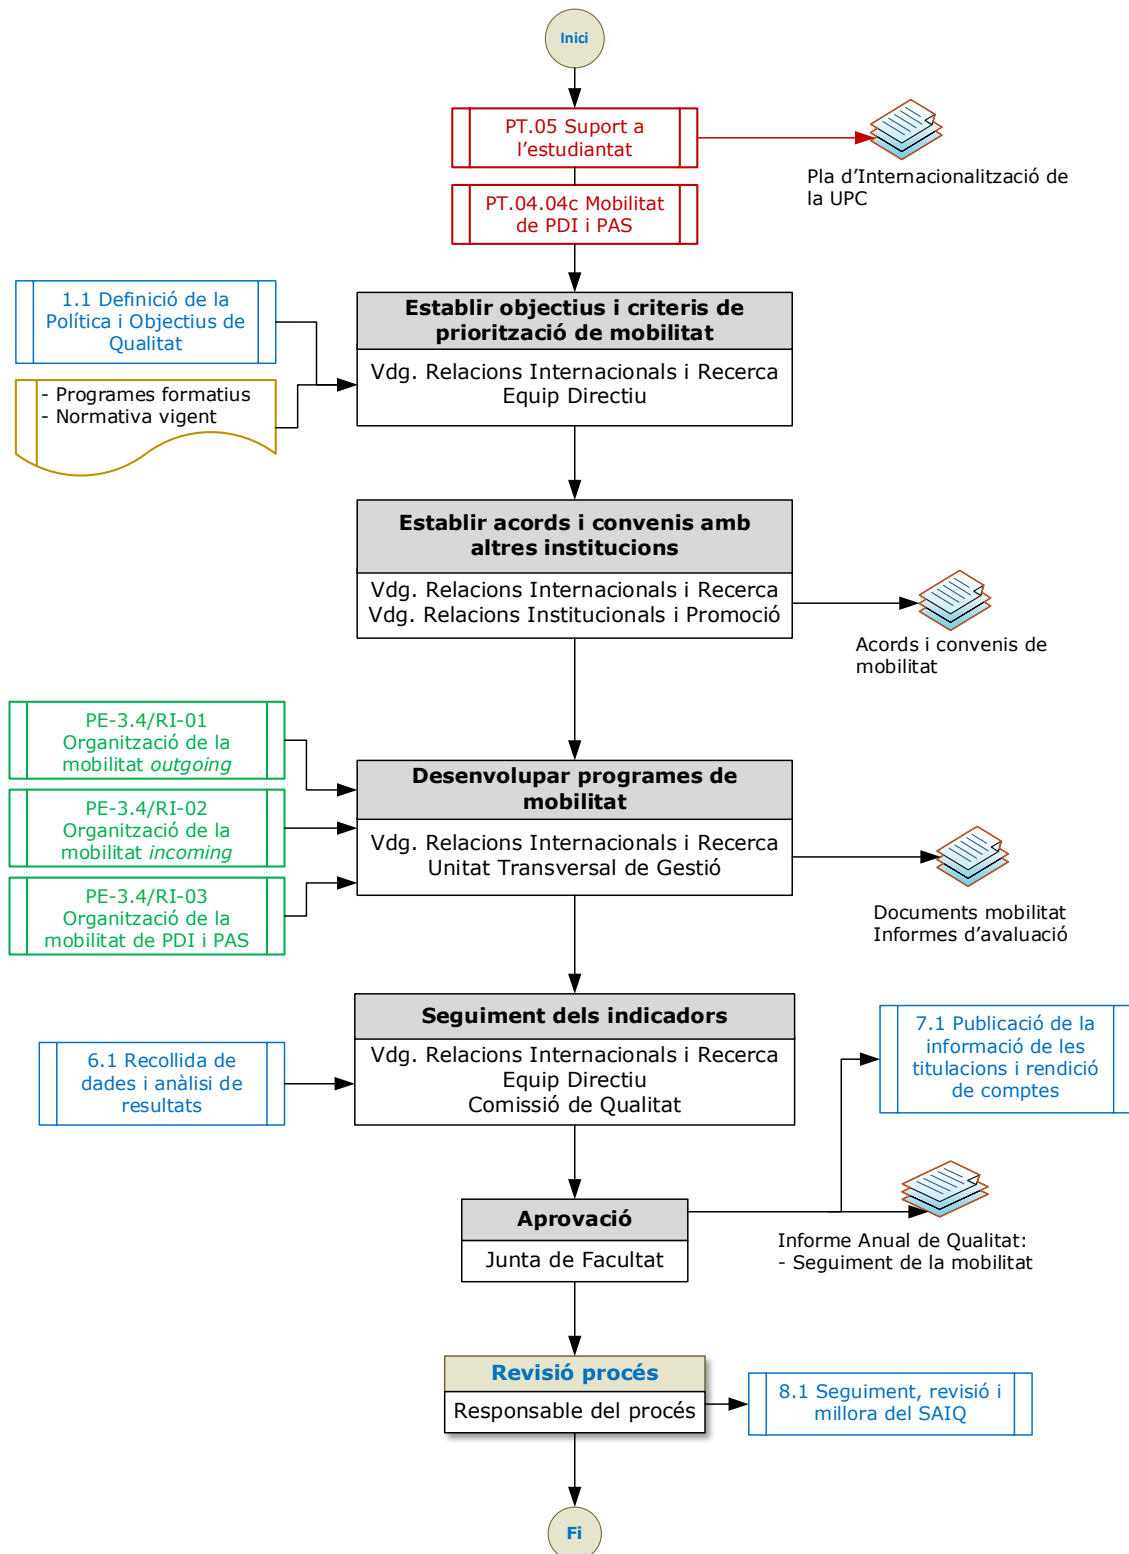 Inici
PT.05 Suport a
l'estudiantat
Pla d'Internacionalització de
la UPC
PT.04.04c Mobilitat
de PDI i PAS
1.1 Definició de la
Política i Objectius de
Qualitat
- Programes formatius
- Normativa vigent
Establir objectius i criteris de
priorització de mobilitat
Vdg. Relacions Internacionals i Recerca
Equip Directiu
Establir acords i convenis amb
altres institucions
Vdg. Relacions Internacionals i Recerca
Vdg. Relacions Institucionals i Promoció
Acords i convenis de
mobilitat
PE-3.4/RI-01
Organització de la
mobilitat outgoing
PE-3.4/RI-02
Organització de la
mobilitat incoming
PE-3.4/RI-03
Organització de la
mobilitat de PDI i PAS
Desenvolupar programes de
mobilitat
Vdg. Relacions Internacionals i Recerca
Unitat Transversal de Gestió
Documents mobilitat
Informes d'avaluació
Seguiment dels indicadors
Vdg. Relacions Internacionals i Recerca
Equip Directiu
Comissió de Qualitat
6.1 Recollida de
dades i anàlisi de
resultats
7.1 Publicació de la
informació de les
titulacions i rendició
de comptes
Aprovació
Junta de Facultat
Informe Anual de Qualitat:
- Seguiment de la mobilitat
Revisió procés
Responsable del procés
8.1 Seguiment, revisió i
millora del SAIQ
Fi